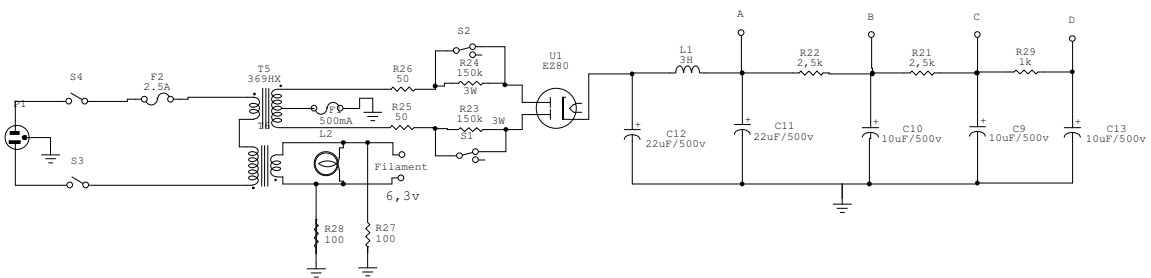 A
B
C
D
S2
U1
EZ80
L1
3H
R22
2,5k
R21
2,5k
R29
1k
S4
F2
2.5A
T5
369HX
R26
50
R24
150k
3W
P1
F1
500mA
R25
50
R23
150k
3W
S1
L2
Filament
6,3v
C12
22uF/500v
C11
22uF/500v
C10
10uF/500v
C9
10uF/500v
C13
10uF/500v
S3
R28
100
R27
100